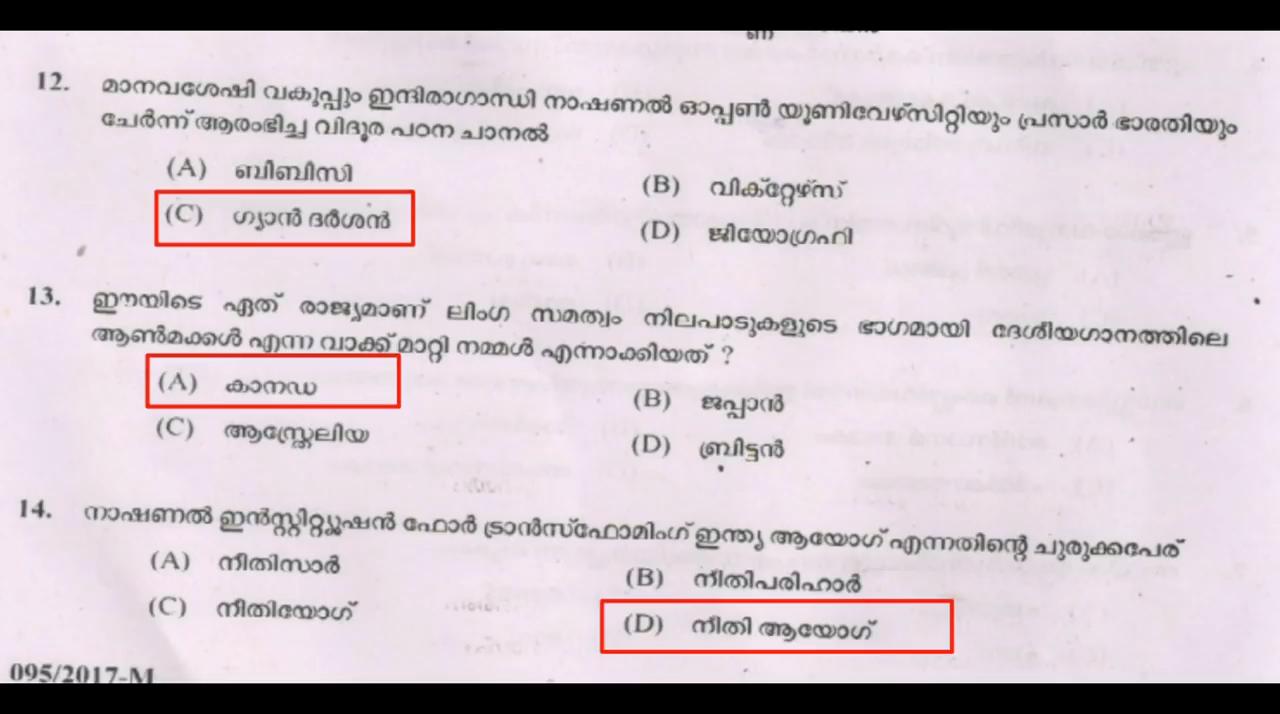 12. മാനവശേഷി വകുപ്പും ഇന്ദിരാഗാന്ധി നാഷണൽ ഓപ്പൺ യൂണിവേഴ്സിറ്റിയും പ്രസാർ ഭാരതിയും
ചേർന്ന് ആരംഭിച്ച വിദൂര പഠന ചാനൽ
(A) ബിബിസി
(B) വിക്റ്റേഴ്സ്
(C) ഗ്യാൻ ദർശൻ
(D) ജിയോഗ്രഫി
13. ഈയിടെ ഏത് രാജ്യമാണ് ലിംഗ സമത്വം നിലപാടുകളുടെ ഭാഗമായി ദേശീയഗാനത്തിലെ
ആൺമക്കൾ എന്ന വാക്ക് മാറ്റി നമ്മൾ എന്നാക്കിയത് ?
(A) കാനഡ
(B) ജപ്പാൻ
(C) ആസ്ത്രേലിയ
(D) ബ്രിട്ടൻ
14. നാഷണൽ ഇൻസ്റ്റിറ്റ്യൂഷൻ ഫോർ ട്രാൻസ്ഫോമിംഗ് ഇന്ത്യ ആയോഗ് എന്നതിന്റെ ചുരുക്കപേര്
(A) നീതിസാർ
(B) നീതിപരിഹാർ
(C) നീതിയോഗ്
(D) നീതി ആയോഗ്
095/2017-M